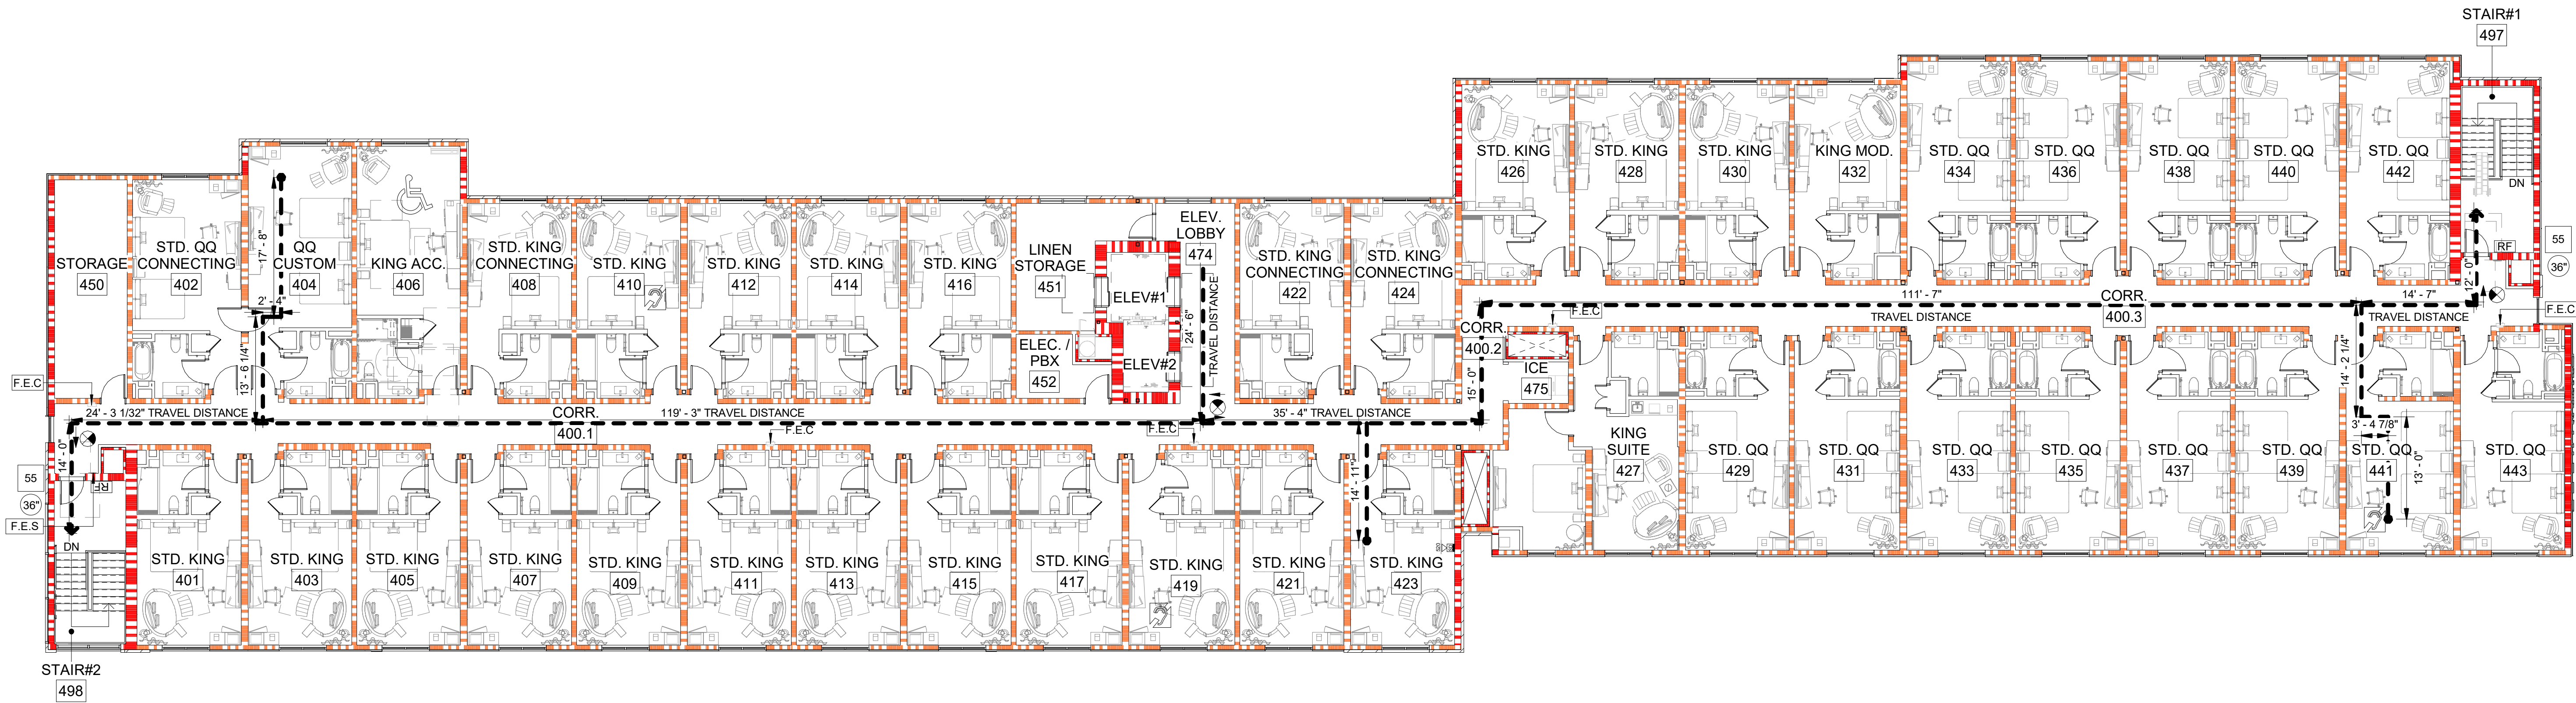 STAIR#1
497
STD. KING
426
STD. KING
428
STD. KING
430
KING MOD.
432
STD. QQ
434
STD. QQ
436
STD. QQ
438
STD. QQ
440
STD. QQ
442
DN
RF
55
36"
12' - 0"
F.E.C
STORAGE
450
STD. QQ
CONNECTING
402
17' - 8"
QQ
CUSTOM
404
2' - 4"
13' - 6 1/4"
KING ACC.
406
STD. KING
CONNECTING
408
STD. KING
410
STD. KING
412
STD. KING
414
STD. KING
416
LINEN
STORAGE
451
ELEC. /
PBX
452
ELEV.
LOBBY
474
ELEV#1
ELEV#2
24' - 6"
TRAVEL DISTANCE
STD. KING
CONNECTING
422
STD. KING
CONNECTING
424
CORR.
400.2
15' - 0"
F.E.C
ICE
475
111' - 7"
TRAVEL DISTANCE
CORR.
400.3
14' - 7"
TRAVEL DISTANCE
F.E.C
24' - 3 1/32" TRAVEL DISTANCE
CORR.
400.1
119' - 3" TRAVEL DISTANCE
35' - 4" TRAVEL DISTANCE
F.E.C
F.E.C
14' - 0"
55
36"
RF
F.E.S
DN
STAIR#2
498
STD. KING
401
STD. KING
403
STD. KING
405
STD. KING
407
STD. KING
409
STD. KING
411
STD. KING
413
STD. KING
415
STD. KING
417
STD. KING
419
STD. KING
421
14' - 11"
STD. KING
423
KING
SUITE
427
STD. QQ
429
STD. QQ
431
STD. QQ
433
STD. QQ
435
STD. QQ
437
STD. QQ
439
14' - 2 1/4"
3' - 4 7/8"
STD. QQ
441
13' - 0"
STD. QQ
443